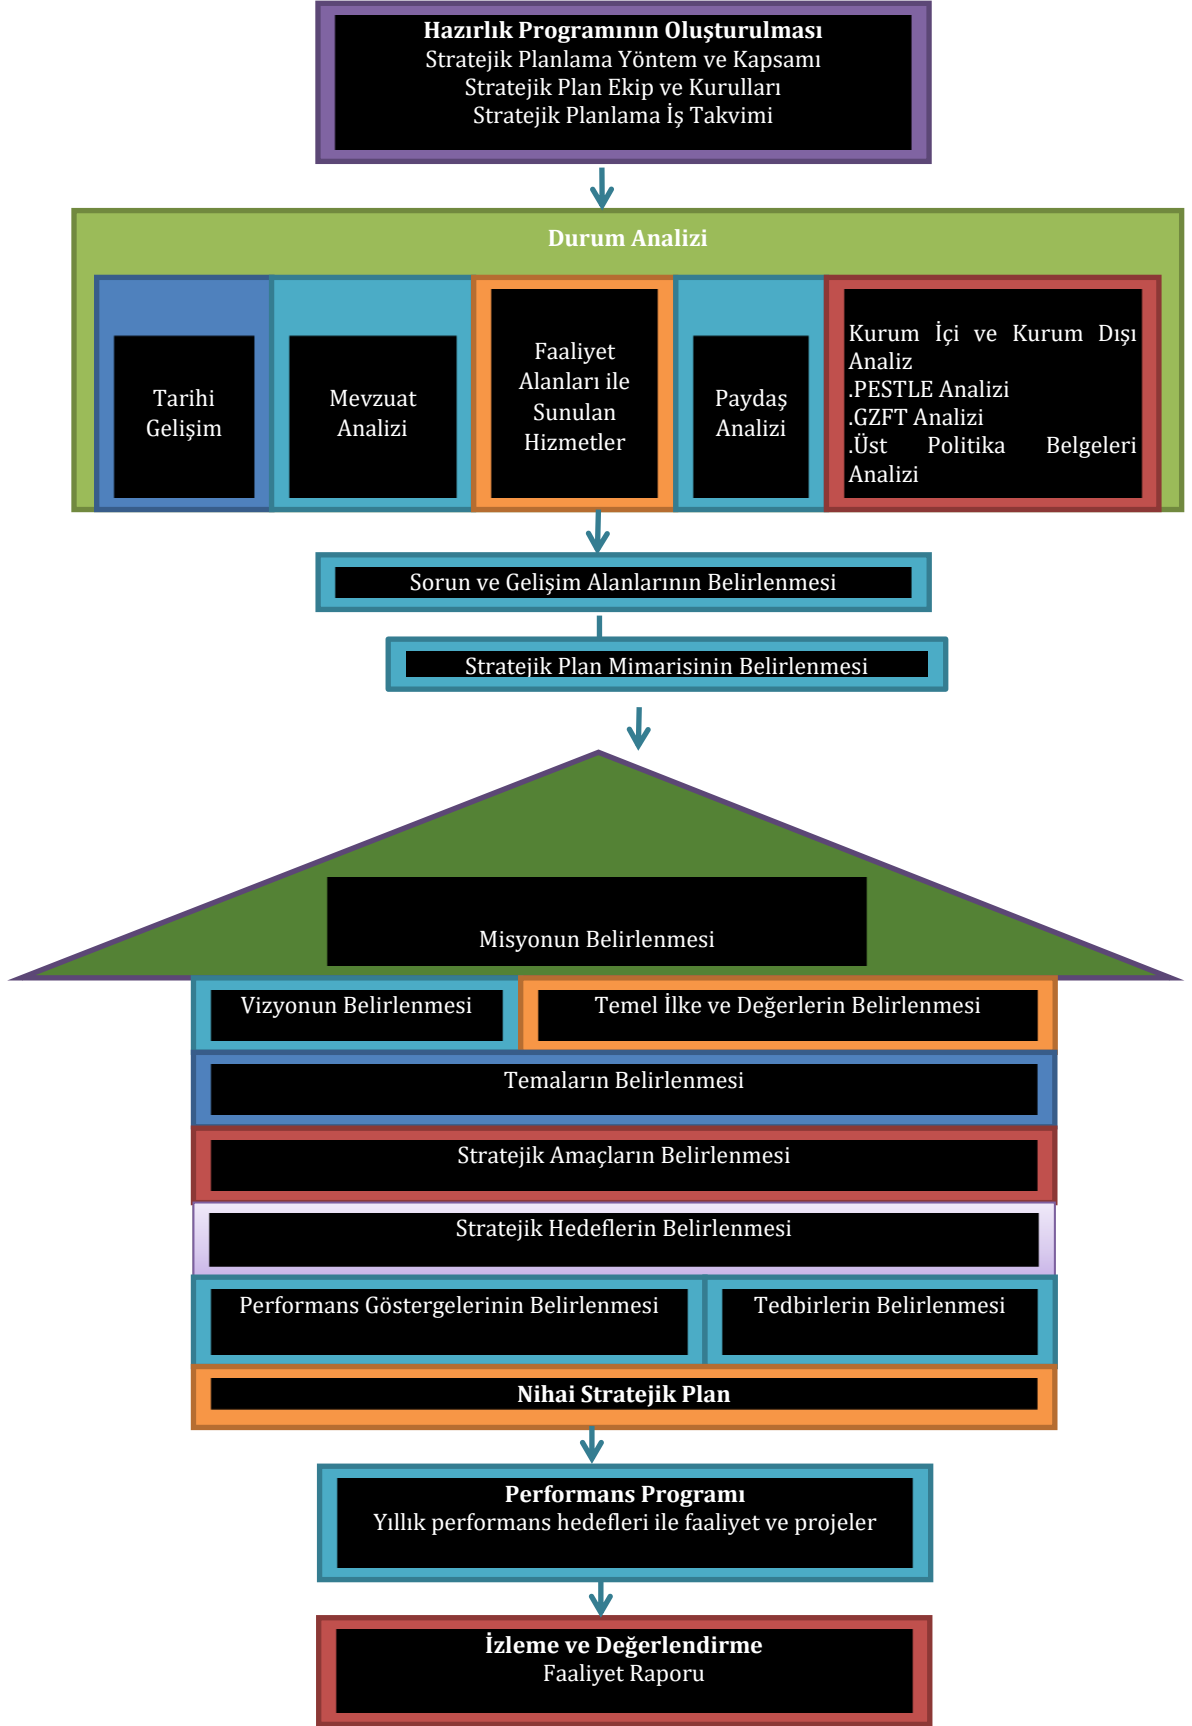 Hazırlık Programının Oluşturulması
Stratejik Planlama Yöntem ve Kapsamı
Stratejik Plan Ekip ve Kurulları
Stratejik Planlama İş Takvimi
Durum Analizi
Tarihi
Gelişim
Mevzuat
Analizi
Faaliyet
Alanları ile
Sunulan
Hizmetler
Paydaş
Analizi
Kurum İçi ve Kurum Dışı
Analiz
.PESTLE Analizi
.GZFT Analizi
.Üst Politika Belgeleri
Analizi
Sorun ve Gelişim Alanlarının Belirlenmesi
Stratejik Plan Mimarisinin Belirlenmesi
Misyonun Belirlenmesi
Vizyonun Belirlenmesi
Temel İlke ve Değerlerin Belirlenmesi
Temaların Belirlenmesi
Stratejik Amaçların Belirlenmesi
Stratejik Hedeflerin Belirlenmesi
Performans Göstergelerinin Belirlenmesi
Tedbirlerin Belirlenmesi
Nihai Stratejik Plan
Performans Programı
Yıllık performans hedefleri ile faaliyet ve projeler
İzleme ve Değerlendirme
Faaliyet Raporu